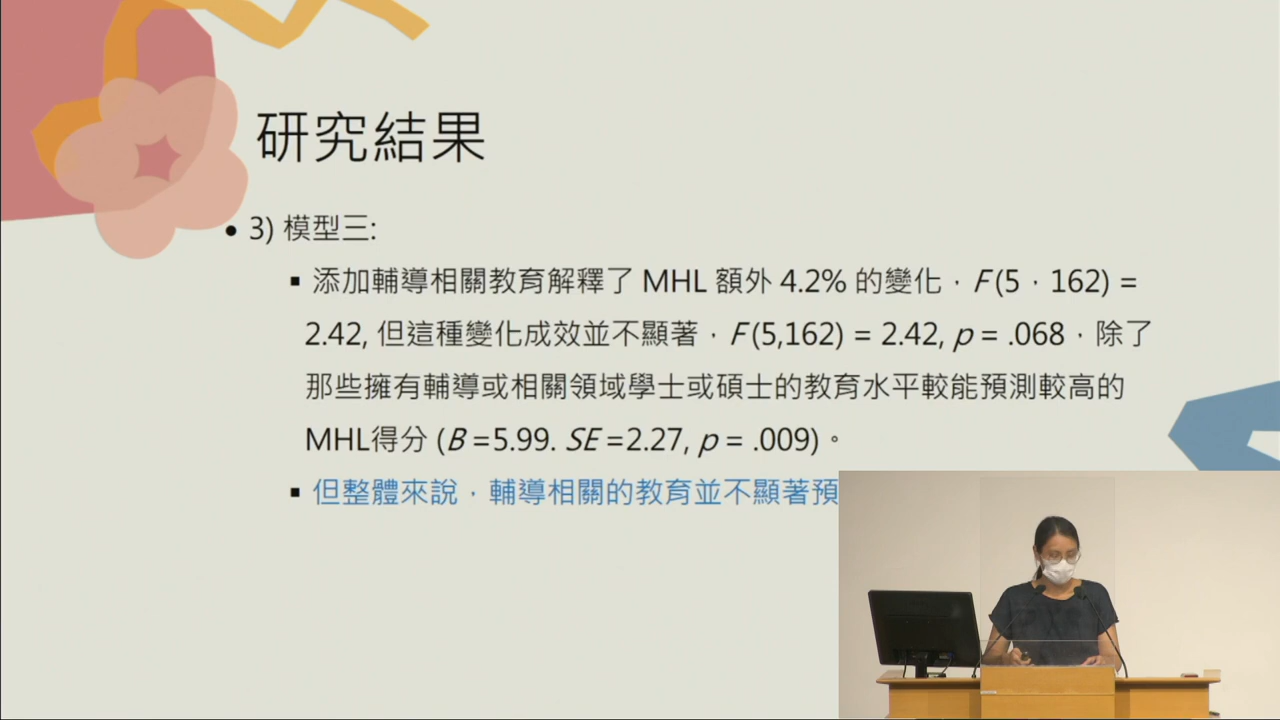 研究結果
• 3) 模型三:
▪ 添加輔導相關教育解釋了 MHL 額外 4.2% 的變化，F (5，162) =
2.42, 但這種變化成效並不顯著，F (5,162) = 2.42, p = .068，除了
那些擁有輔導或相關領域學士或碩士的教育水平較能預測較高的
MHL得分 (B =5.99. SE =2.27, p = .009)。
▪ 但整體來說，輔導相關的教育並不顯著預